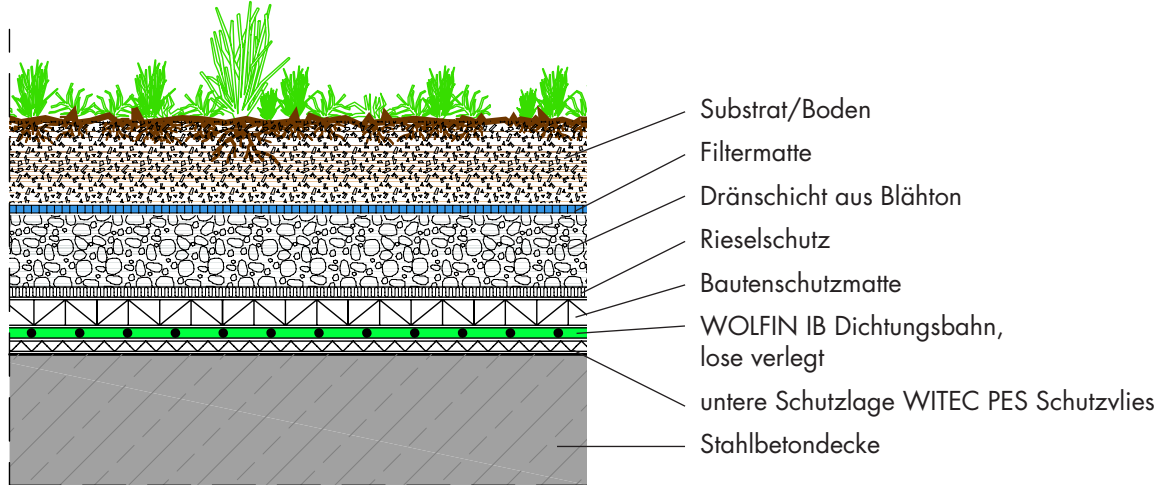 Substrat/Boden
Filtermatte
Dränschicht aus Blähton
Rieselschutz
Bautenschutzmatte
WOLFIN IB Dichtungsbahn,
lose verlegt
untere Schutzlage WITEC PES Schutzvlies
Stahlbetondecke